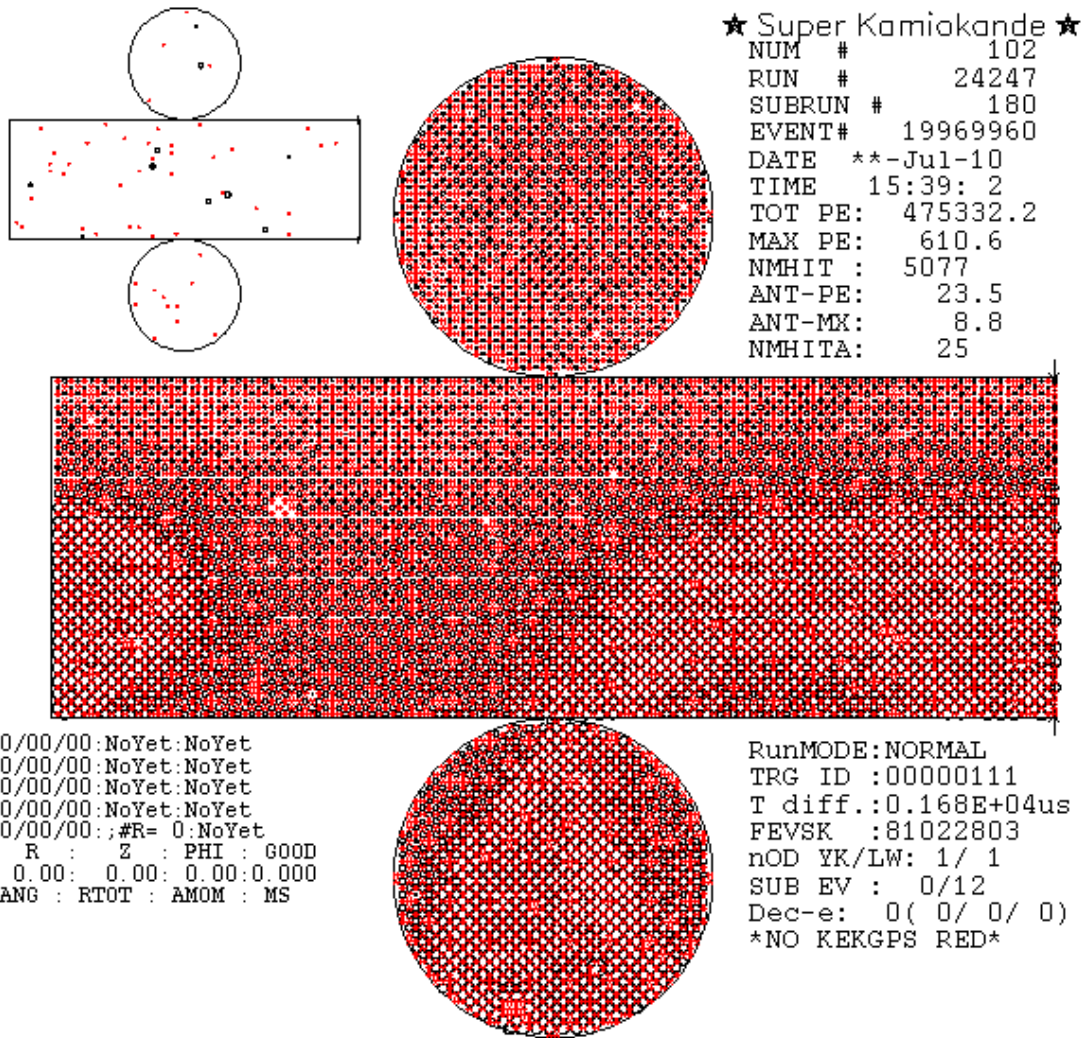 ★ Super Kamiokande ★
NUM # 102
RUN # 24247
SUBRUN # 180
EVENT# 19969960
DATE **-Jul-10
TIME 15:39: 2
TOT PE: 475332.2
MAX PE: 610.6
NMHIT : 5077
ANT-PE: 23.5
ANT-MX: 8.8
NMHITA: 25
0/00/00:NoYet:NoYet
0/00/00:NoYet:NoYet
0/00/00:NoYet:NoYet
0/00/00:NoYet:NoYet
0/00/00:;#R= 0:NoYet
R : Z : PHI : GOOD
0.00: 0.00: 0.00:0.000
ANG : RTOT : AMOM : MS
RunMODE:NORMAL
TRG ID :00000111
T diff.:0.168E+04us
FEVSK :81022803
nOD YK/LW: 1/ 1
SUB EV : 0/12
Dec-e: 0( 0/ 0/ 0)
*NO KEKGPS RED*